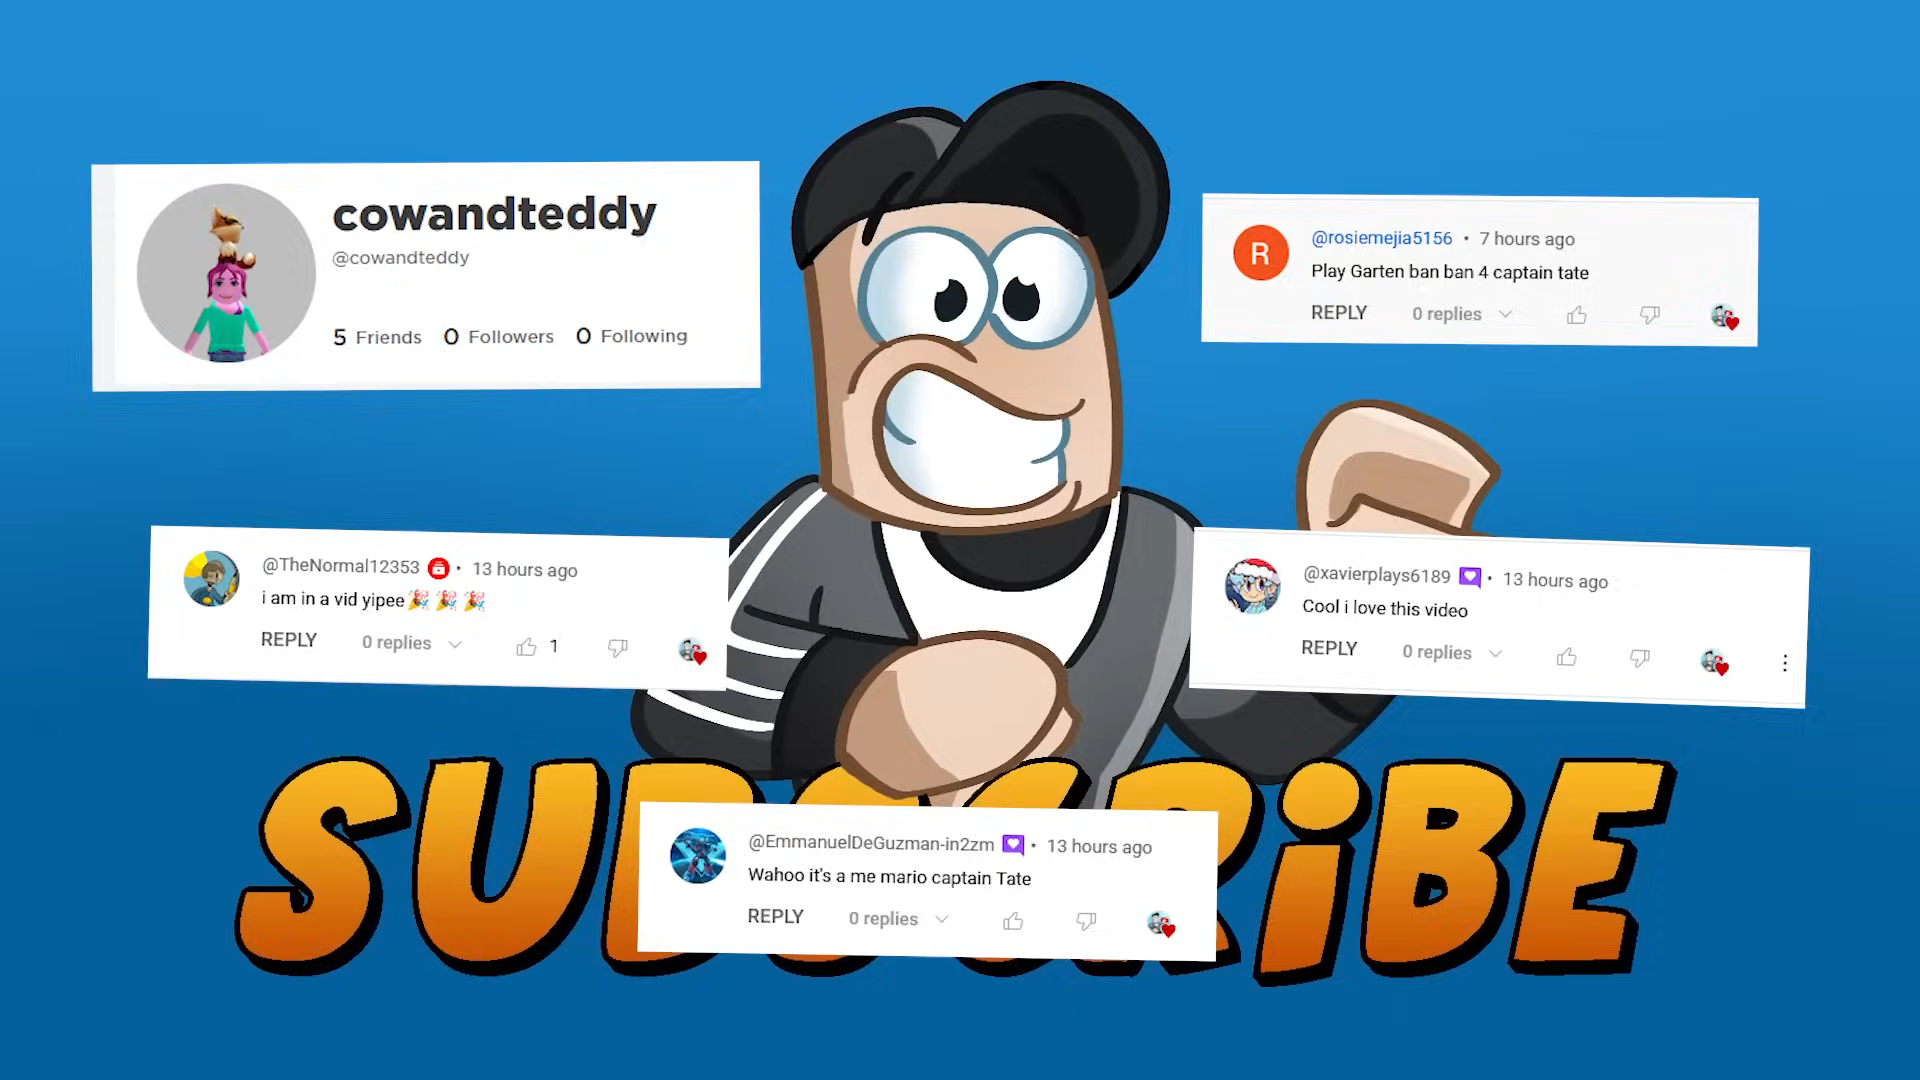 cowandteddy
@cowandteddy
5 Friends 0 Followers 0 Following
@rosiemejia5156 • 7 hours ago
Play Garten ban ban 4 captain tate
REPLY 0 replies
R
@TheNormal12353 • 13 hours ago
i am in a vid yipee🎉 🎉 🎉
REPLY 0 replies 1
@xavierplays6189 • 13 hours ago
Cool i love this video
REPLY 0 replies
SUBSCRiBE
@EmmanuelDeGuzman-in2zm • 13 hours ago
Wahoo it's a me mario captain Tate
REPLY 0 replies